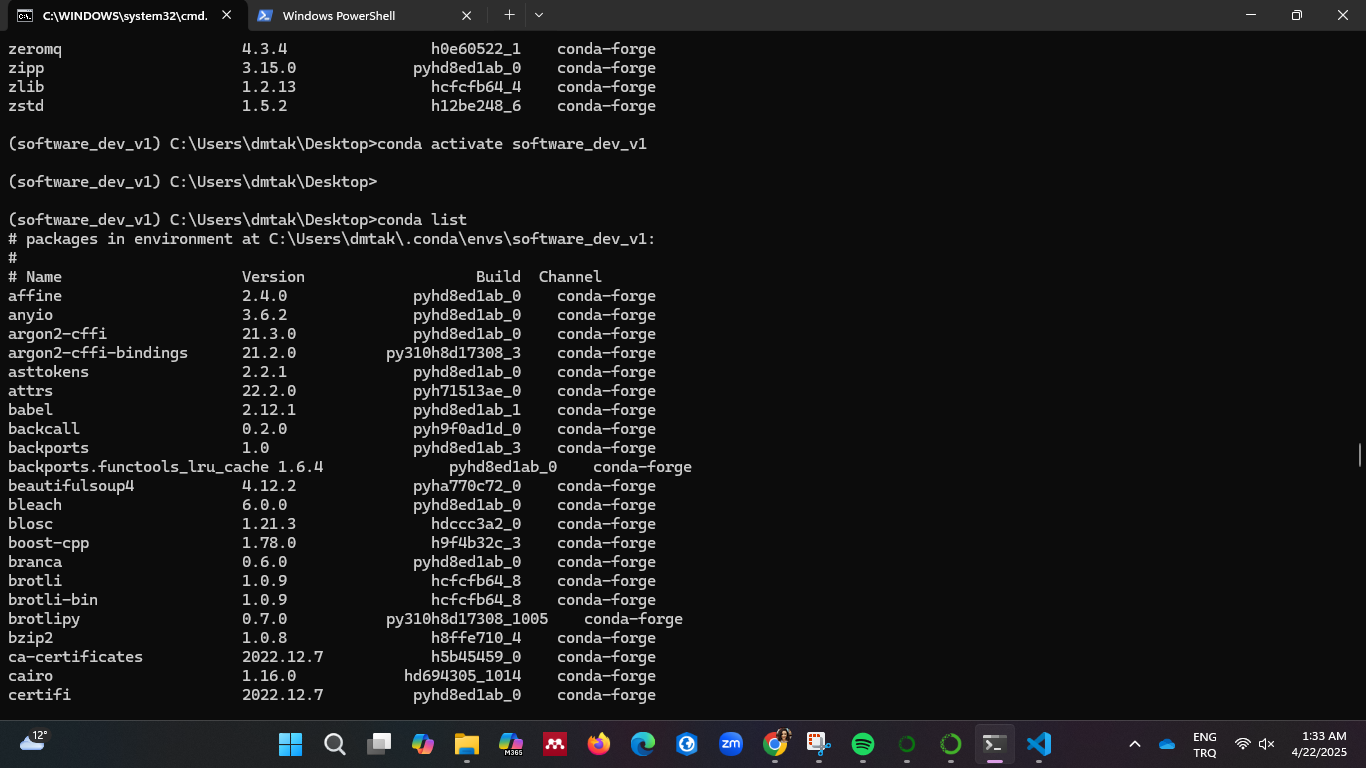 C:\WINDOWS\system32\cmd.
Windows PowerShell
zeromq 4.3.4 h0e60522_1 conda-forge
zipp 3.15.0 pyhd8ed1ab_0 conda-forge
zlib 1.2.13 hcfcfb64_4 conda-forge
zstd 1.5.2 h12be248_6 conda-forge
(software_dev_v1) C:\Users\dmtak\Desktop>conda activate software_dev_v1
(software_dev_v1) C:\Users\dmtak\Desktop>
(software_dev_v1) C:\Users\dmtak\Desktop>conda list
# packages in environment at C:\Users\dmtak\.conda\envs\software_dev_v1:
#
# Name Version Build Channel
affine 2.4.0 pyhd8ed1ab_0 conda-forge
anyio 3.6.2 pyhd8ed1ab_0 conda-forge
argon2-cffi 21.3.0 pyhd8ed1ab_0 conda-forge
argon2-cffi-bindings 21.2.0 py310h8d17308_3 conda-forge
asttokens 2.2.1 pyhd8ed1ab_0 conda-forge
attrs 22.2.0 pyh71513ae_0 conda-forge
babel 2.12.1 pyhd8ed1ab_1 conda-forge
backcall 0.2.0 pyh9f0ad1d_0 conda-forge
backports 1.0 pyhd8ed1ab_3 conda-forge
backports.functools_lru_cache 1.6.4 pyhd8ed1ab_0 conda-forge
beautifulsoup4 4.12.2 pyha770c72_0 conda-forge
bleach 6.0.0 pyhd8ed1ab_0 conda-forge
blosc 1.21.3 hdccc3a2_0 conda-forge
boost-cpp 1.78.0 h9f4b32c_3 conda-forge
branca 0.6.0 pyhd8ed1ab_0 conda-forge
brotli 1.0.9 hcfcfb64_8 conda-forge
brotli-bin 1.0.9 hcfcfb64_8 conda-forge
brotlipy 0.7.0 py310h8d17308_1005 conda-forge
bzip2 1.0.8 h8ffe710_4 conda-forge
ca-certificates 2022.12.7 h5b45459_0 conda-forge
cairo 1.16.0 hd694305_1014 conda-forge
certifi 2022.12.7 pyhd8ed1ab_0 conda-forge
12°
M365
zm
ENG
TRQ
1:33 AM
4/22/2025